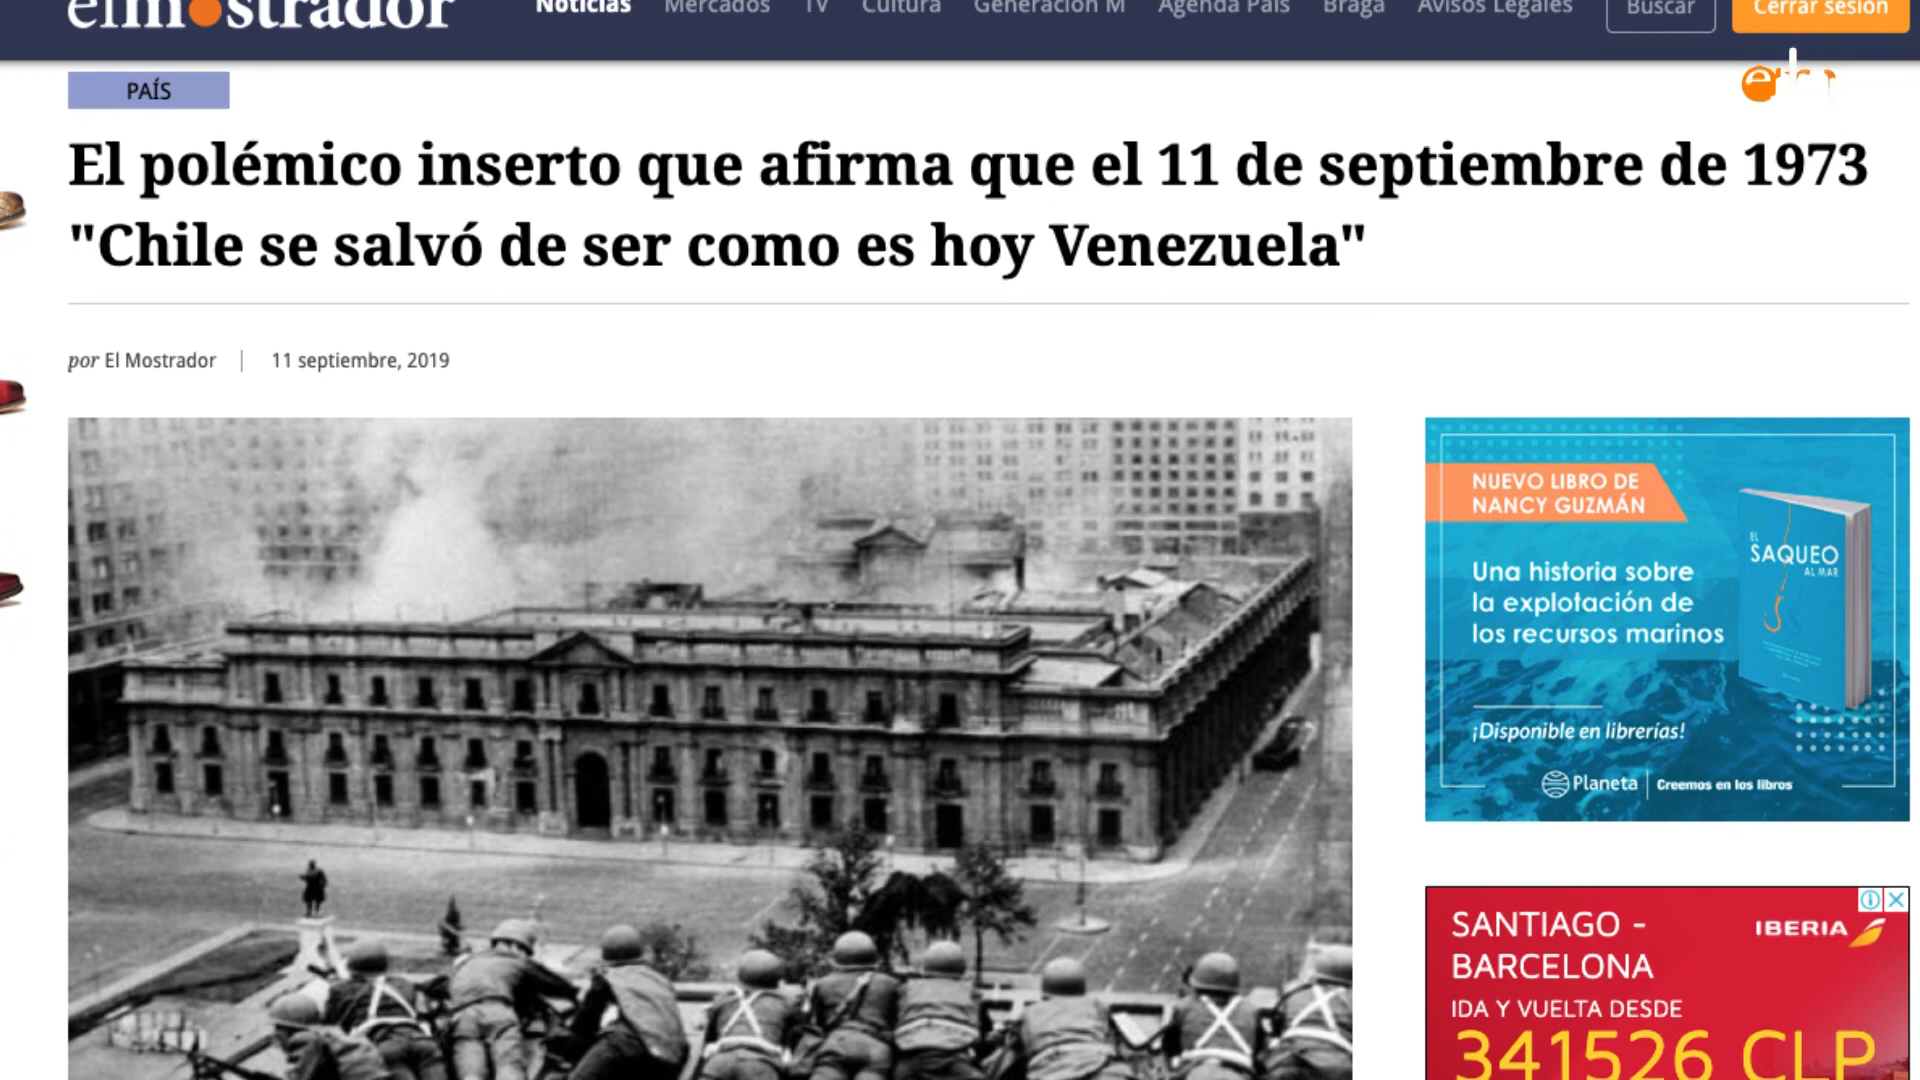 elmostrador
Noticias
Mercados
TV
Cultura
Generación M
Agenda País
Braga
Avisos Legales
Buscar
Cerrar sesión
PAÍS
El polémico inserto que afirma que el 11 de septiembre de 1973
"Chile se salvó de ser como es hoy Venezuela"
por El Mostrador
11 septiembre, 2019
NUEVO LIBRO DE
NANCY GUZMÁN
Una historia sobre
la explotación de
los recursos marinos
EL
SAQUEO
AL MAR
¡Disponible en librerías!
Planeta
Creemos en los libros
SANTIAGO -
BARCELONA
IBERIA
IDA Y VUELTA DESDE
341526 CLP